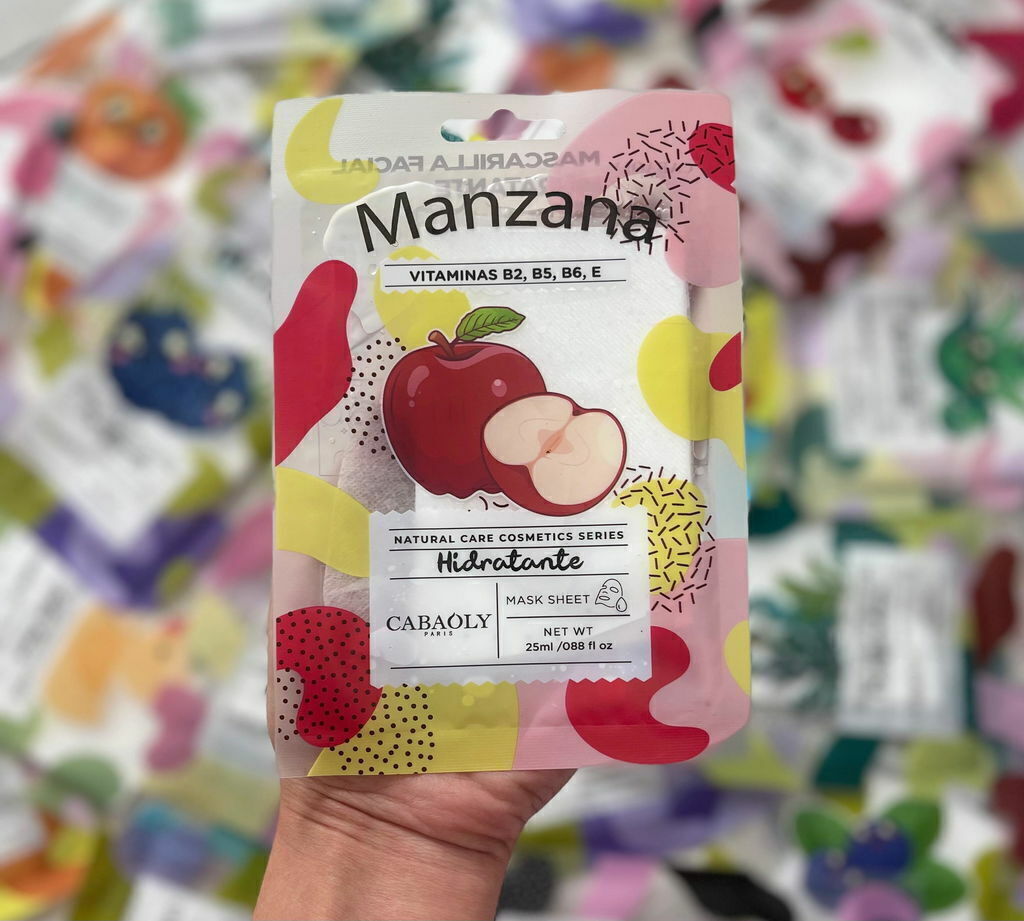 MASCARILLA FACIAL
Manzana
VITAMINAS B2, B5, B6, E
NATURAL CARE COSMETICS SERIES
Hidratante
CABAOLY
PARIS
MASK SHEET
NET WT
25ml /088 fl oz